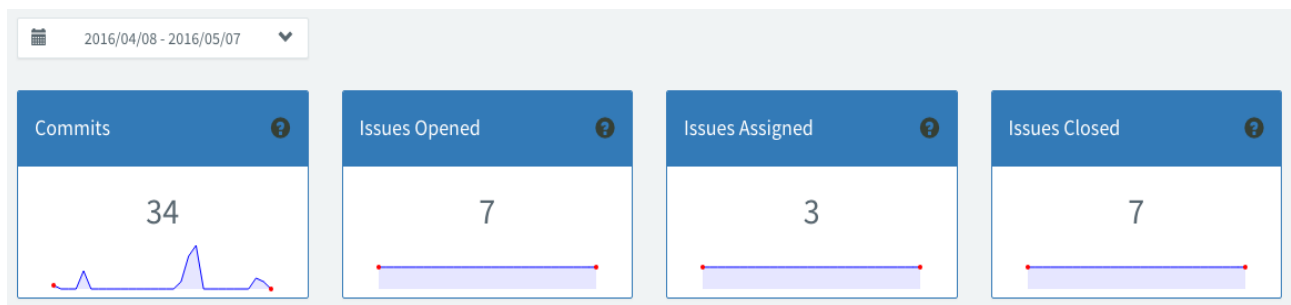 2016/04/08 - 2016/05/07
Commits
Issues Opened
Issues Assigned
Issues Closed
34
7
3
7